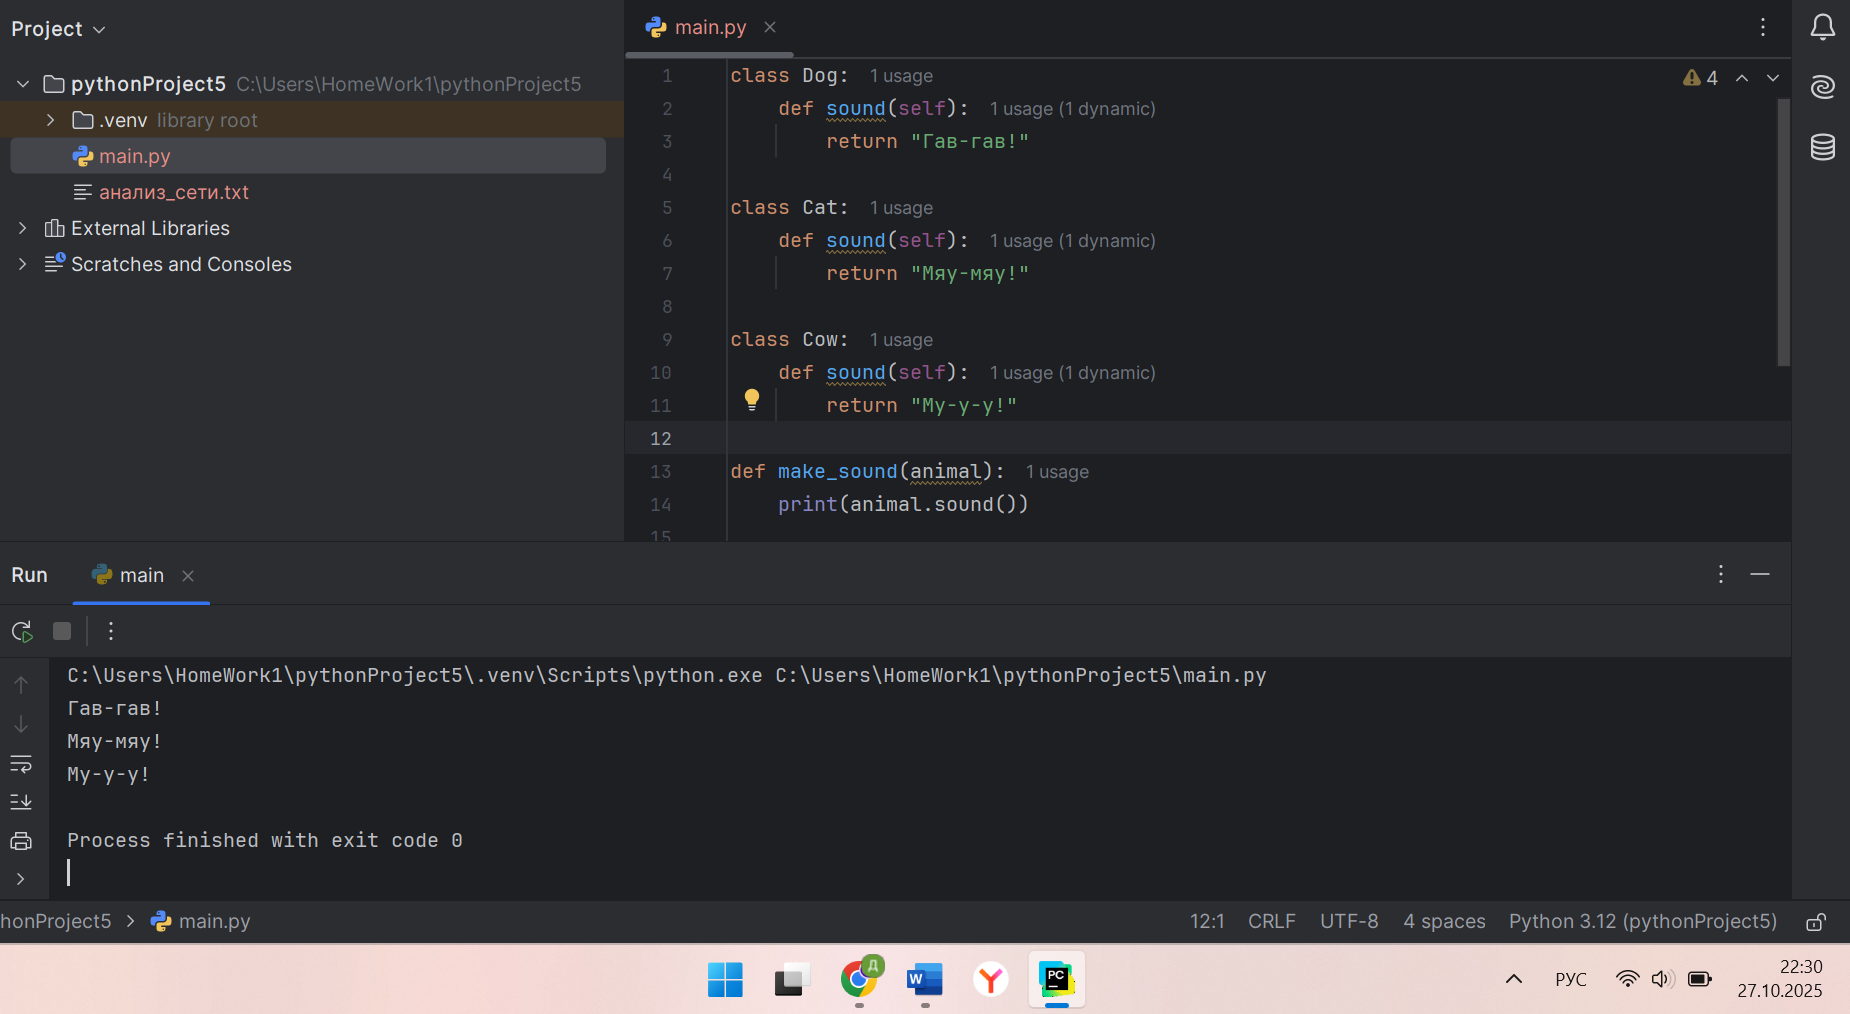 Project
pythonProject5 C:\Users\HomeWork1\pythonProject5
.venv library root
main.py
анализ_сети.txt
External Libraries
Scratches and Consoles
main.py
4
1 class Dog: 1 usage
2 def sound(self): 1 usage (1 dynamic)
3 return "Гав-гав!"
4
5 class Cat: 1 usage
6 def sound(self): 1 usage (1 dynamic)
7 return "Мяу-мяу!"
8
9 class Cow: 1 usage
10 def sound(self): 1 usage (1 dynamic)
11 return "Му-у-у!"
12
13 def make_sound(animal): 1 usage
14 print(animal.sound())
15
Run main
C:\Users\HomeWork1\pythonProject5\.venv\Scripts\python.exe C:\Users\HomeWork1\pythonProject5\main.py
Гав-гав!
Мяу-мяу!
Му-у-у!
Process finished with exit code 0
honProject5 main.py 12:1 CRLF UTF-8 4 spaces Python 3.12 (pythonProject5)
Д W Y PC РУС 22:30
27.10.2025